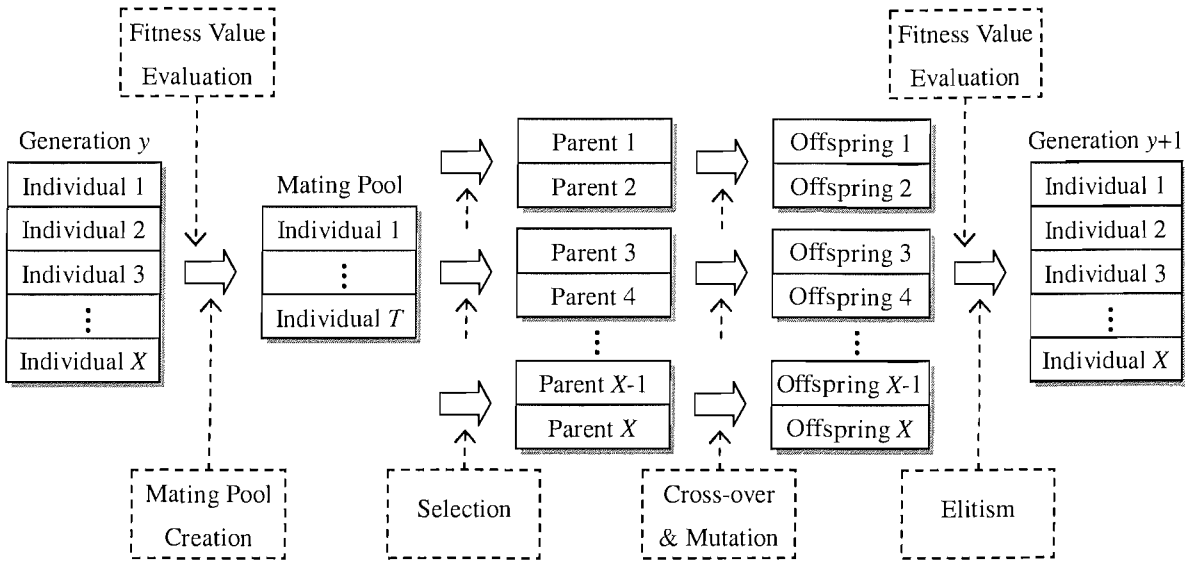 Fitness Value
Evaluation
Fitness Value
Evaluation
Generation y
Individual 1
Individual 2
Individual 3
Individual X
Mating Pool
Individual 1
Individual T
Parent 1
Parent 2
Parent 3
Parent 4
Parent X-1
Parent X
Offspring 1
Offspring 2
Offspring 3
Offspring 4
Offspring X-1
Offspring X
Generation y+1
Individual 1
Individual 2
Individual 3
Individual X
Mating Pool
Creation
Selection
Cross-over
& Mutation
Elitism